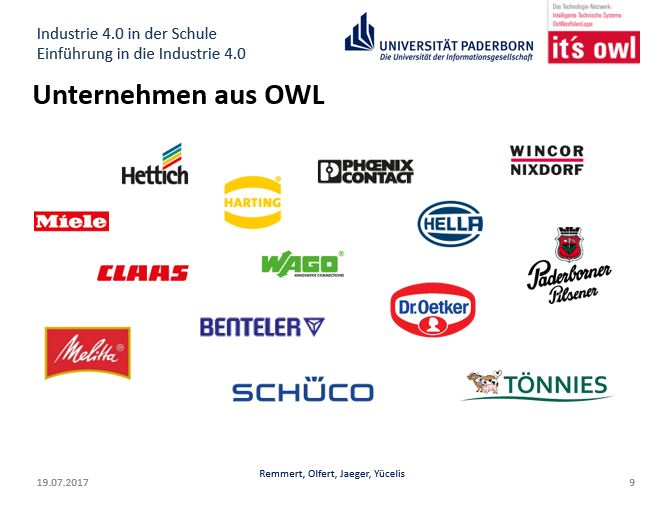 Industrie 4.0 in der Schule
Einführung in die Industrie 4.0
UNIVERSITÄT PADERBORN
Die Universität der Informationsgesellschaft
Das Technologie-Netzwerk:
Intelligente Technische Systeme
OstWestfalenLippe
it's owl
Unternehmen aus OWL
Hettich
HARTING
PHŒNIX
CONTACT
WINCOR
NIXDORF
Miele
HELLA
CLAAS
WAGO
INNOVATIVE CONNECTIONS
Paderborner
Pilsener
Dr.Oetker
BENTELER
Melitta
SCHÜCO
TÖNNIES
19.07.2017
Remmert, Olfert, Jaeger, Yücelis
9